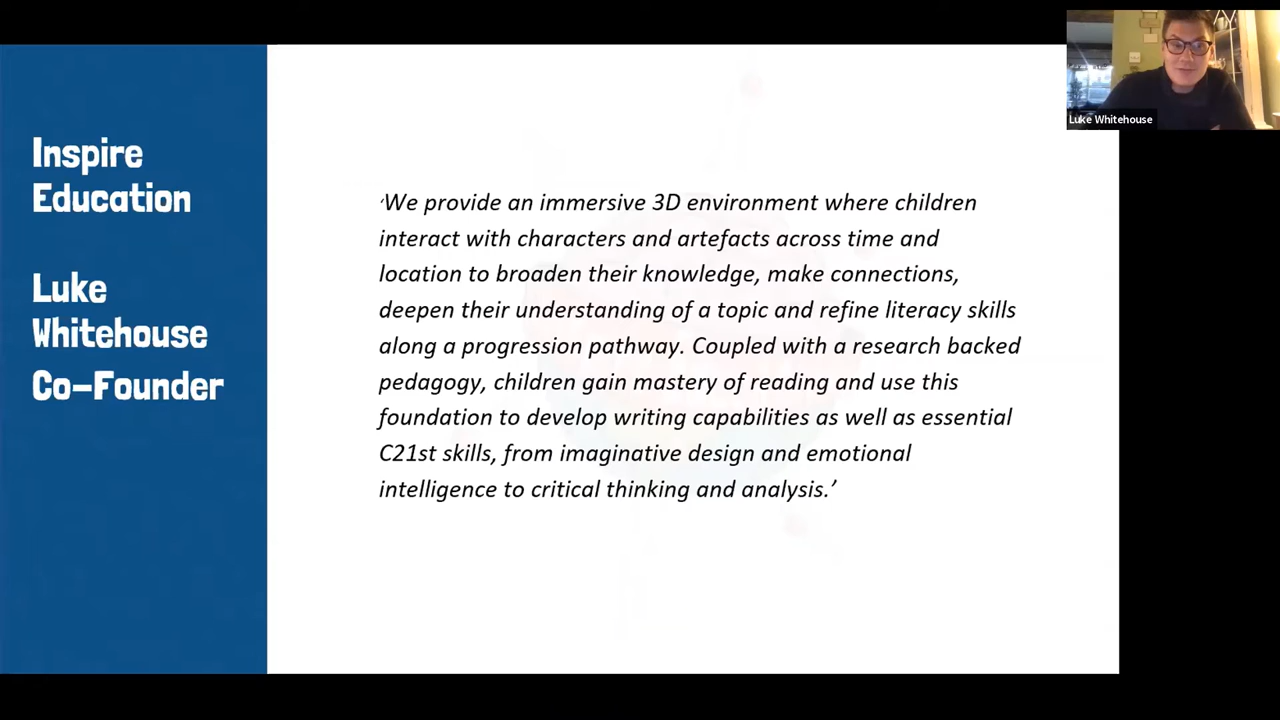 Inspire
Education
Luke
Whitehouse
Co-Founder
‘We provide an immersive 3D environment where children
interact with characters and artefacts across time and
location to broaden their knowledge, make connections,
deepen their understanding of a topic and refine literacy skills
along a progression pathway. Coupled with a research backed
pedagogy, children gain mastery of reading and use this
foundation to develop writing capabilities as well as essential
C21st skills, from imaginative design and emotional
intelligence to critical thinking and analysis.’
Luke Whitehouse